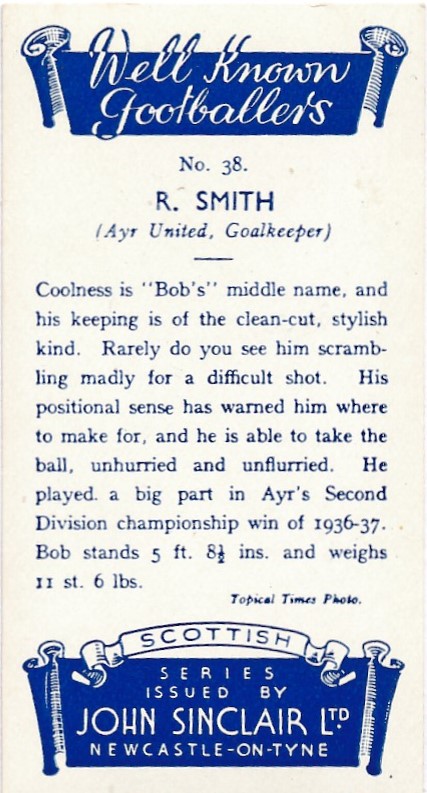 Well Known
Footballers
No. 38.
R. SMITH
(Ayr United, Goalkeeper)
Coolness is "Bob's" middle name, and
his keeping is of the clean-cut, stylish
kind. Rarely do you see him scramb-
ling madly for a difficult shot. His
positional sense has warned him where
to make for, and he is able to take the
ball, unhurried and unflurried. He
played a big part in Ayr's Second
Division championship win of 1936-37.
Bob stands 5 ft. 8½ ins. and weighs
11 st. 6 lbs.
Topical Times Photo.
SCOTTISH
SERIES
ISSUED BY
JOHN SINCLAIR LTD.
NEWCASTLE-ON-TYNE